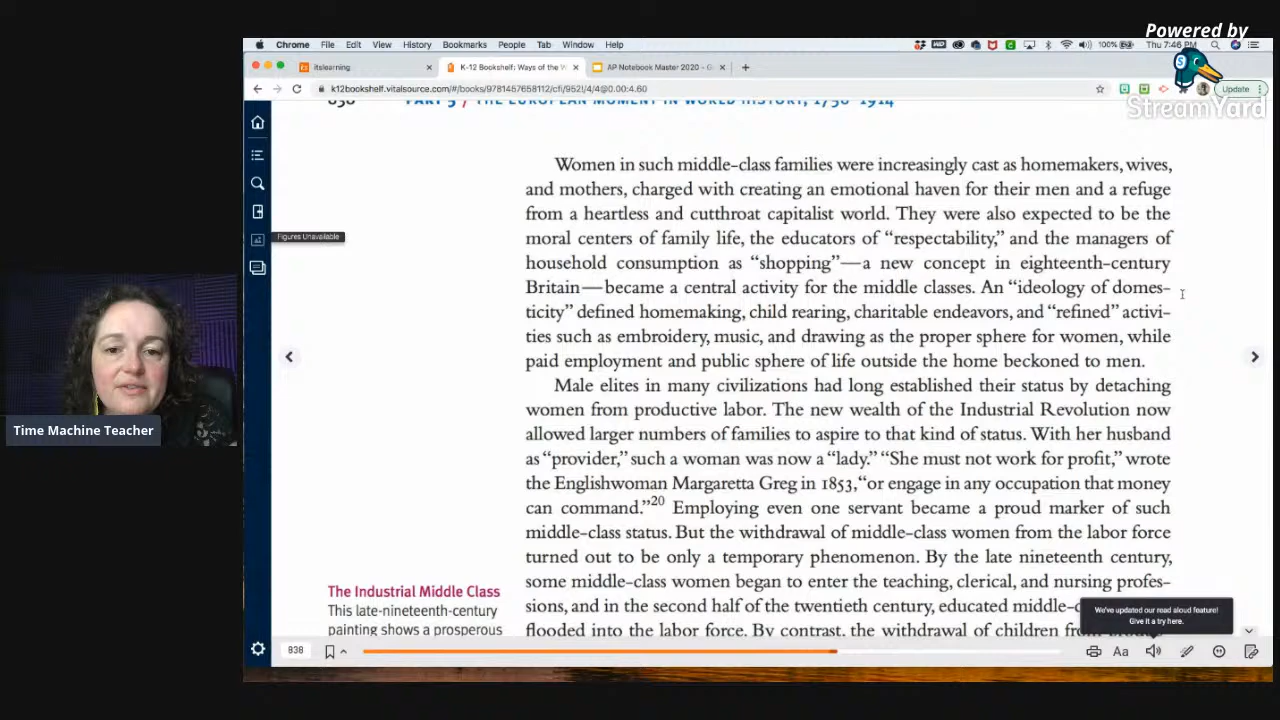 Powered by
StreamYard
Chrome File Edit View History Bookmarks People Tab Window Help
100% Thu 7:46 PM
itslearning
K-12 Bookshelf: Ways of the W
AP Notebook Master 2020 - G
k12bookshelf.vitalsource.com/#/books/9781457658112/cfi/952!/4/4@0.00:4.60
Update
838 PART 5 / THE EUROPEAN MOMENT IN WORLD HISTORY, 1750–1914
Figures Unavailable
Women in such middle-class families were increasingly cast as homemakers, wives,
and mothers, charged with creating an emotional haven for their men and a refuge
from a heartless and cutthroat capitalist world. They were also expected to be the
moral centers of family life, the educators of “respectability,” and the managers of
household consumption as “shopping”—a new concept in eighteenth-century
Britain—became a central activity for the middle classes. An “ideology of domes-
ticity” defined homemaking, child rearing, charitable endeavors, and “refined” activi-
ties such as embroidery, music, and drawing as the proper sphere for women, while
paid employment and public sphere of life outside the home beckoned to men.
Male elites in many civilizations had long established their status by detaching
women from productive labor. The new wealth of the Industrial Revolution now
allowed larger numbers of families to aspire to that kind of status. With her husband
as “provider,” such a woman was now a “lady.” “She must not work for profit,” wrote
the Englishwoman Margaretta Greg in 1853, “or engage in any occupation that money
can command.”20 Employing even one servant became a proud marker of such
middle-class status. But the withdrawal of middle-class women from the labor force
turned out to be only a temporary phenomenon. By the late nineteenth century,
some middle-class women began to enter the teaching, clerical, and nursing profes-
sions, and in the second half of the twentieth century, educated middle-c
flooded into the labor force. By contrast, the withdrawal of children from
The Industrial Middle Class
This late-nineteenth-century
painting shows a prosperous
We've updated our read aloud feature!
Give it a try here.
838
Aa
Time Machine Teacher